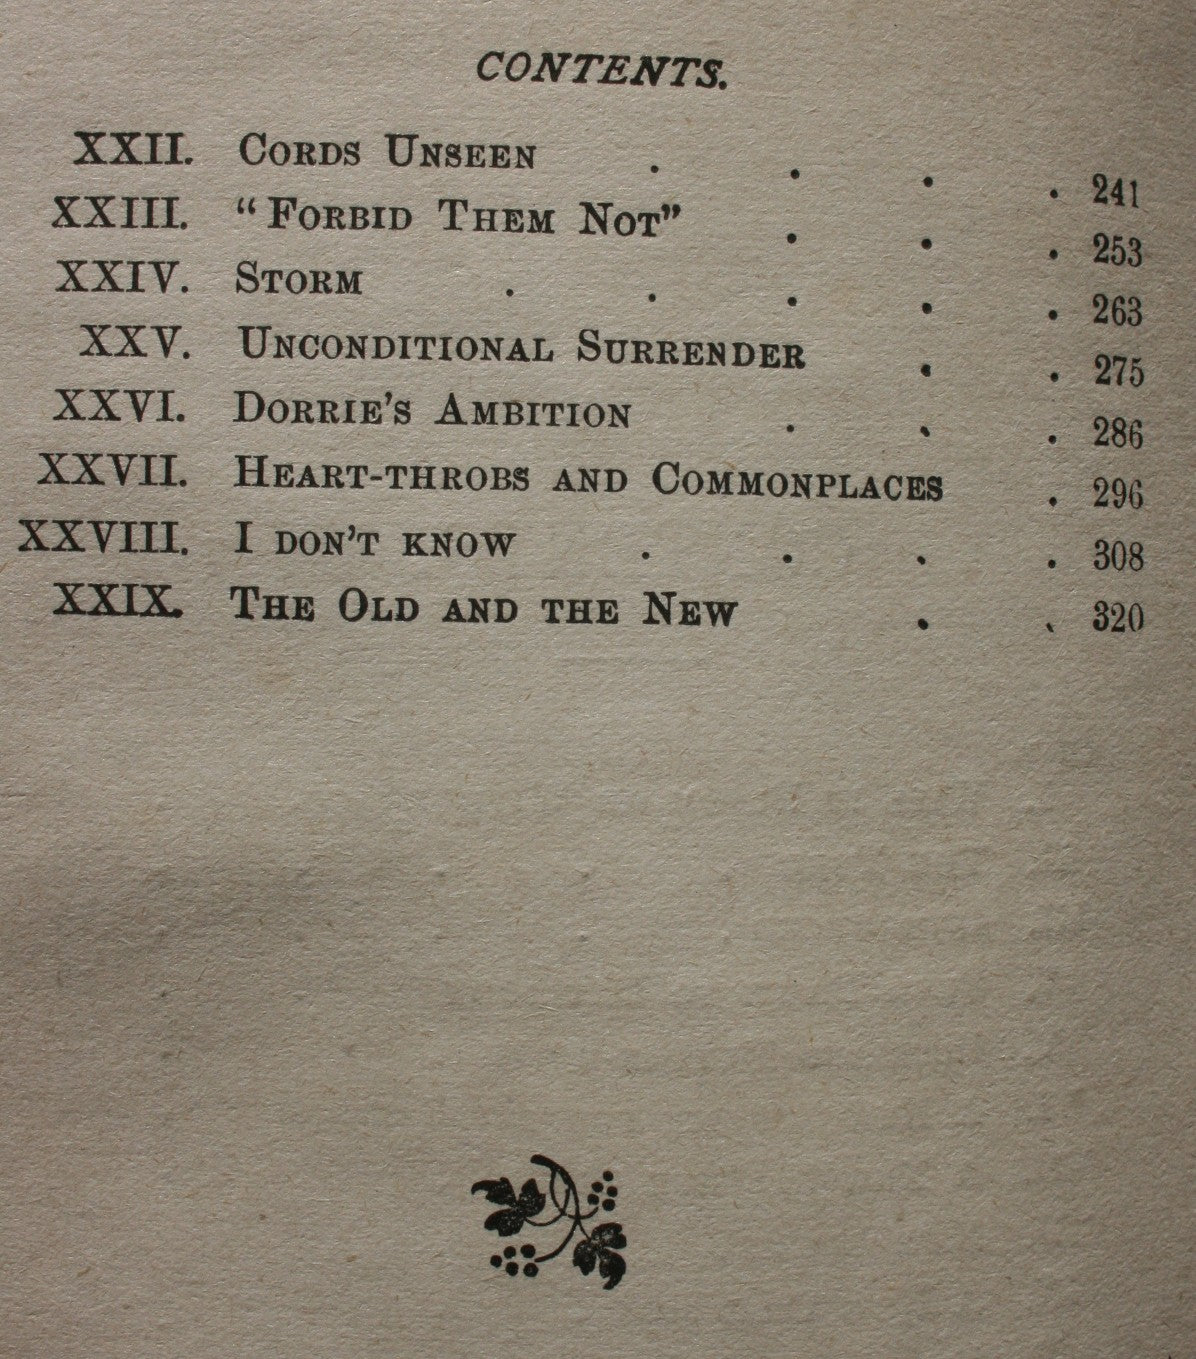 CONTENTS.
XXII. CORDS UNSEEN . . . . 241
XXIII. "FORBID THEM NOT" . . . 253
XXIV. STORM . . . . . 263
XXV. UNCONDITIONAL SURRENDER . . 275
XXVI. DORRIE'S AMBITION . . . 286
XXVII. HEART-THROBS AND COMMONPLACES . 296
XXVIII. I DON'T KNOW . . . . 308
XXIX. THE OLD AND THE NEW . . 320